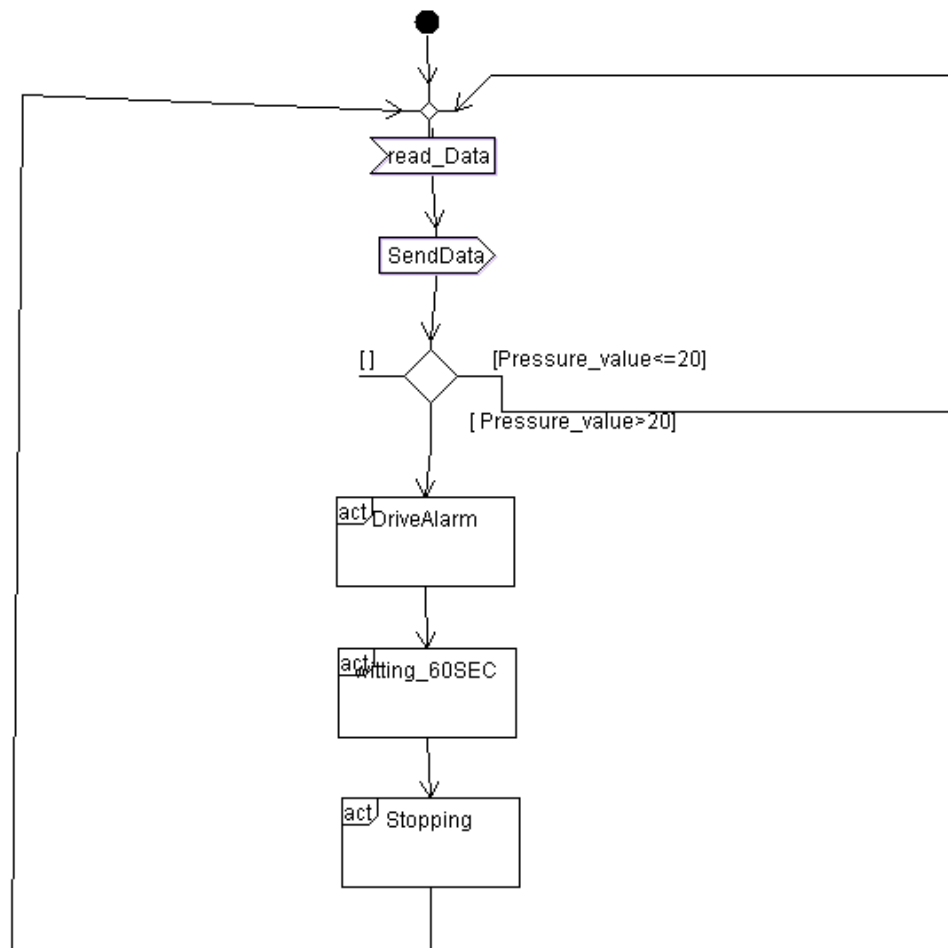 read_Data
SendData
[ ]
[Pressure_value<=20]
[ Pressure_value>20]
act
DriveAlarm
act
witting_60SEC
act
Stopping